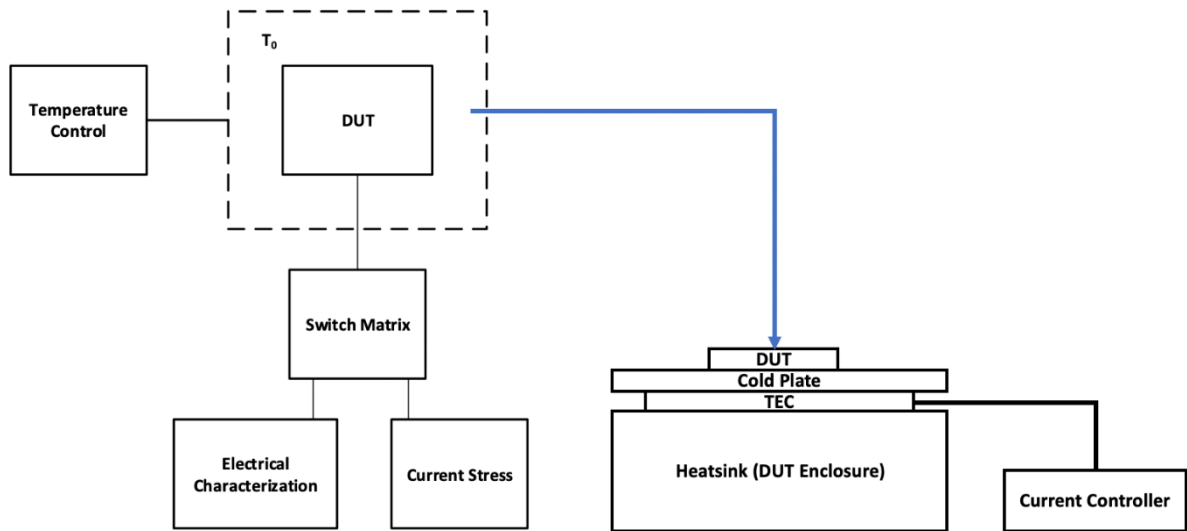 T₀
Temperature
Control
DUT
Switch Matrix
Electrical
Characterization
Current Stress
DUT
Cold Plate
TEC
Heatsink (DUT Enclosure)
Current Controller